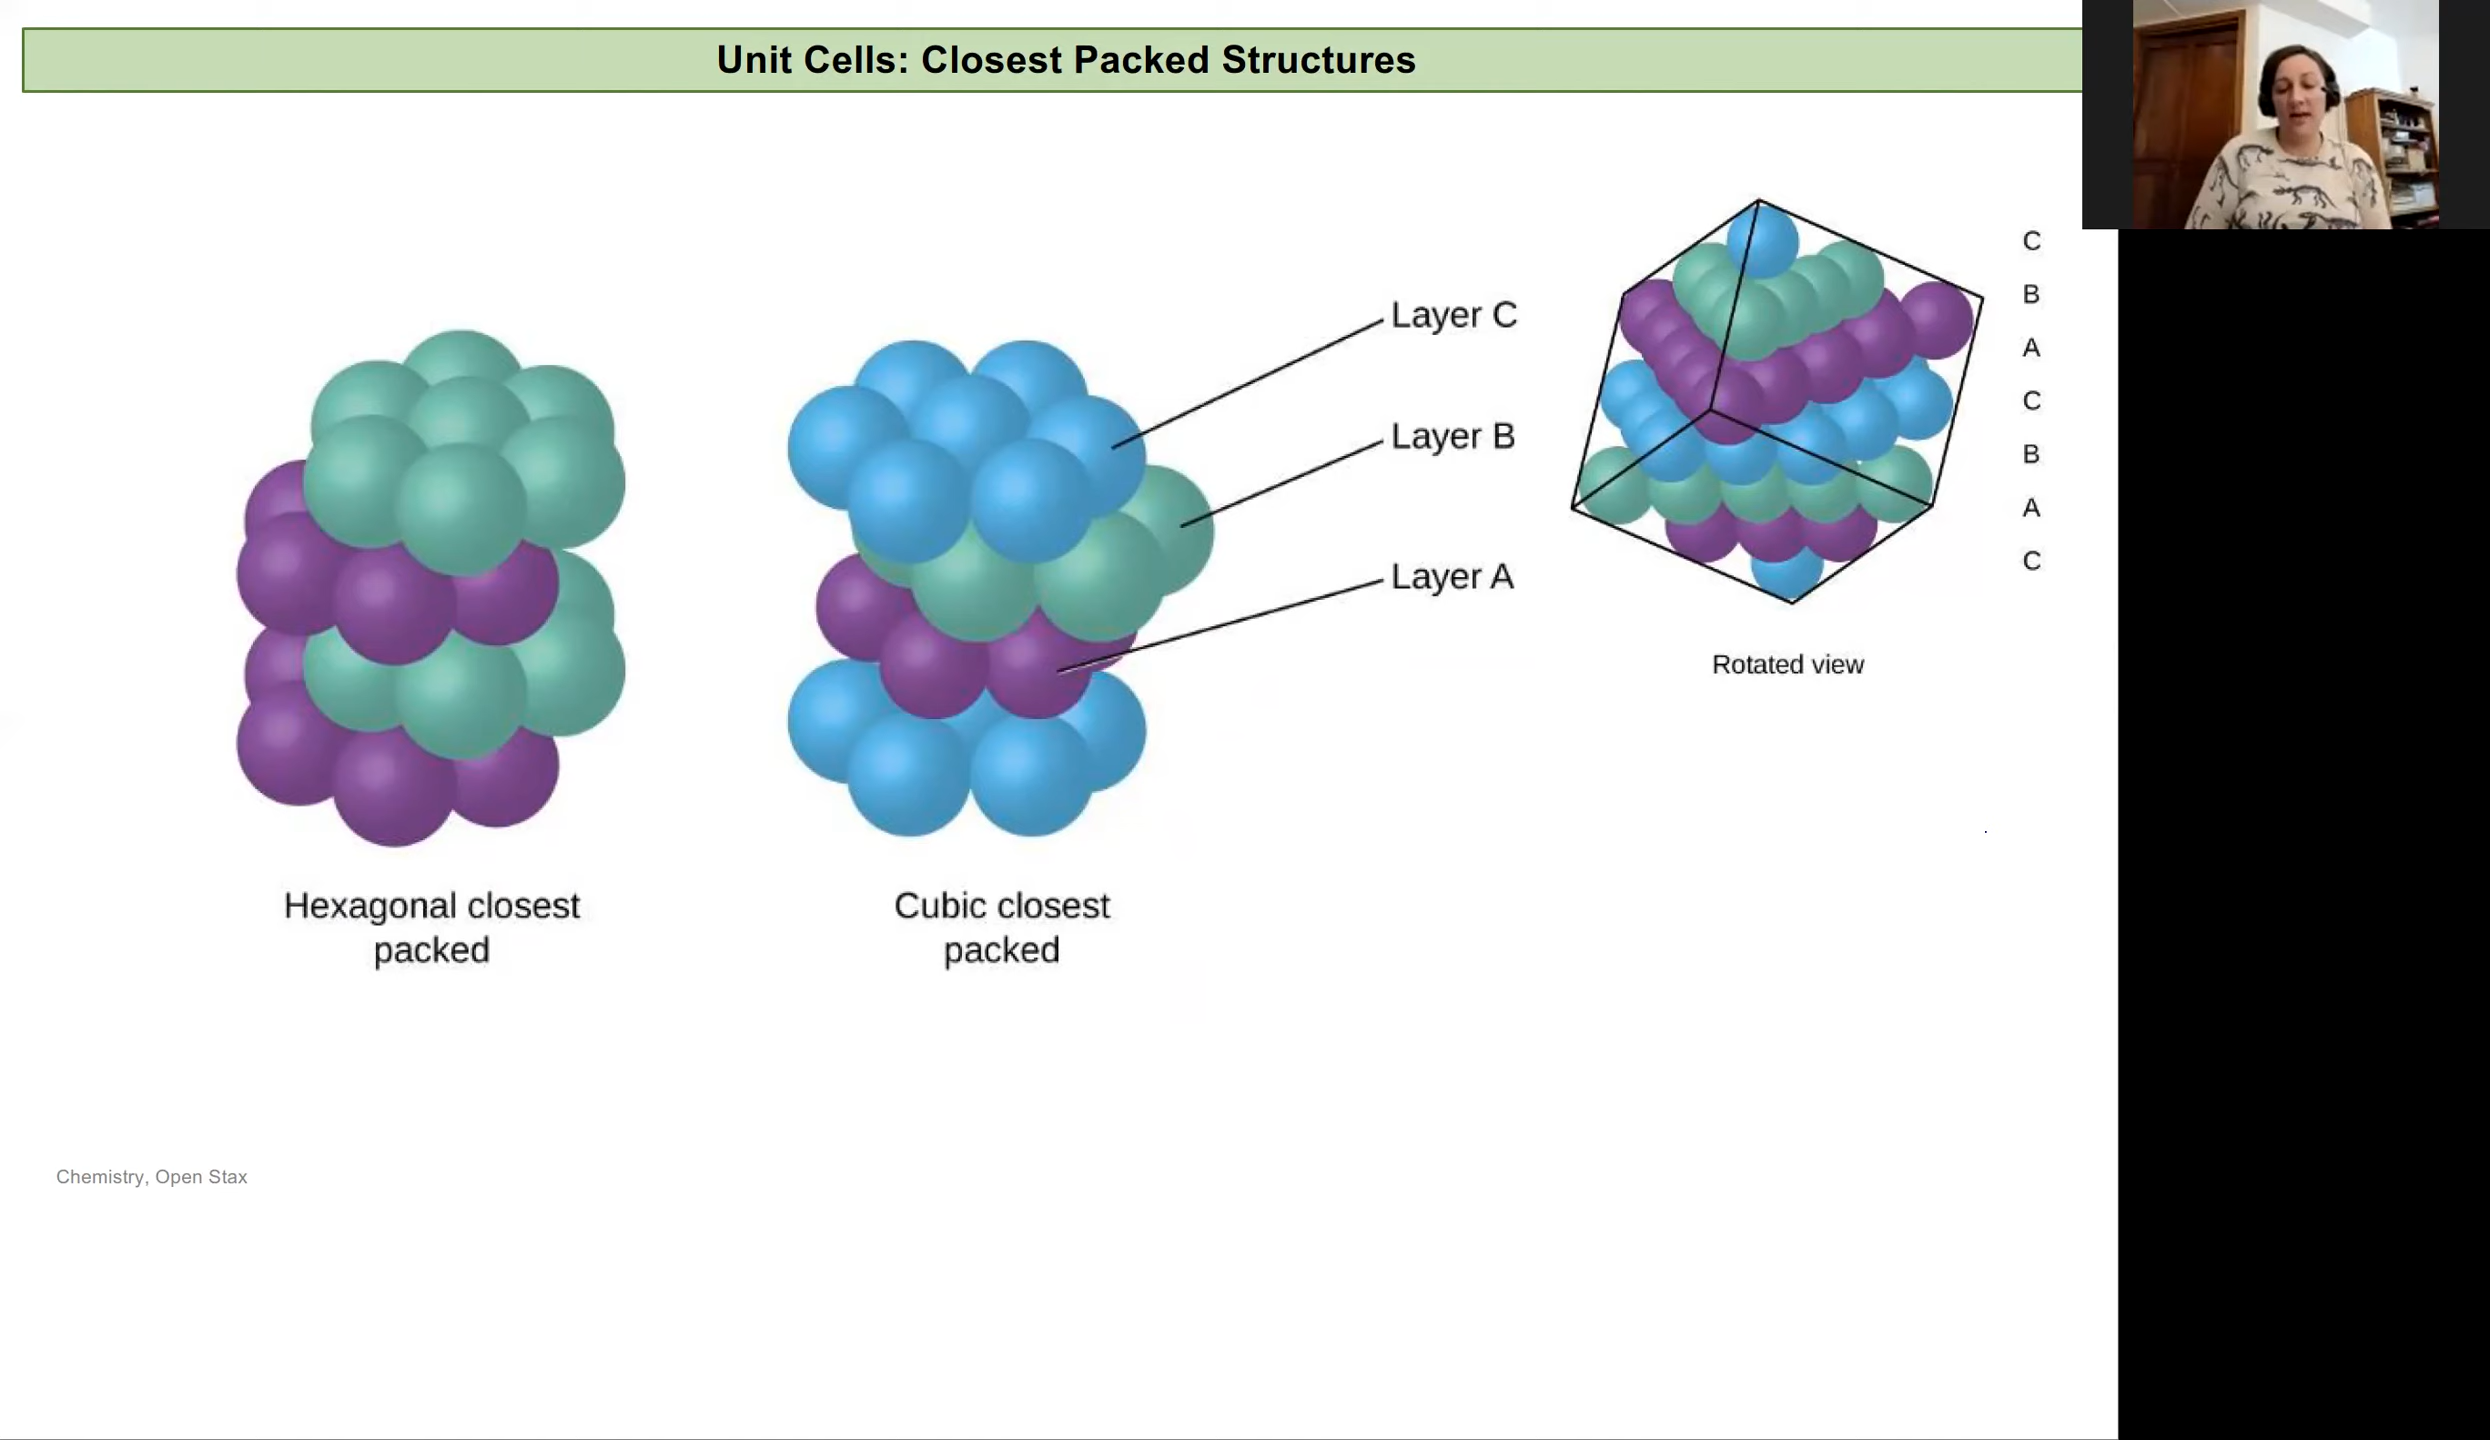 Unit Cells: Closest Packed Structures
Layer C
Layer B
Layer A
C
B
A
C
B
A
C
Rotated view
Hexagonal closest
packed
Cubic closest
packed
Chemistry, Open Stax